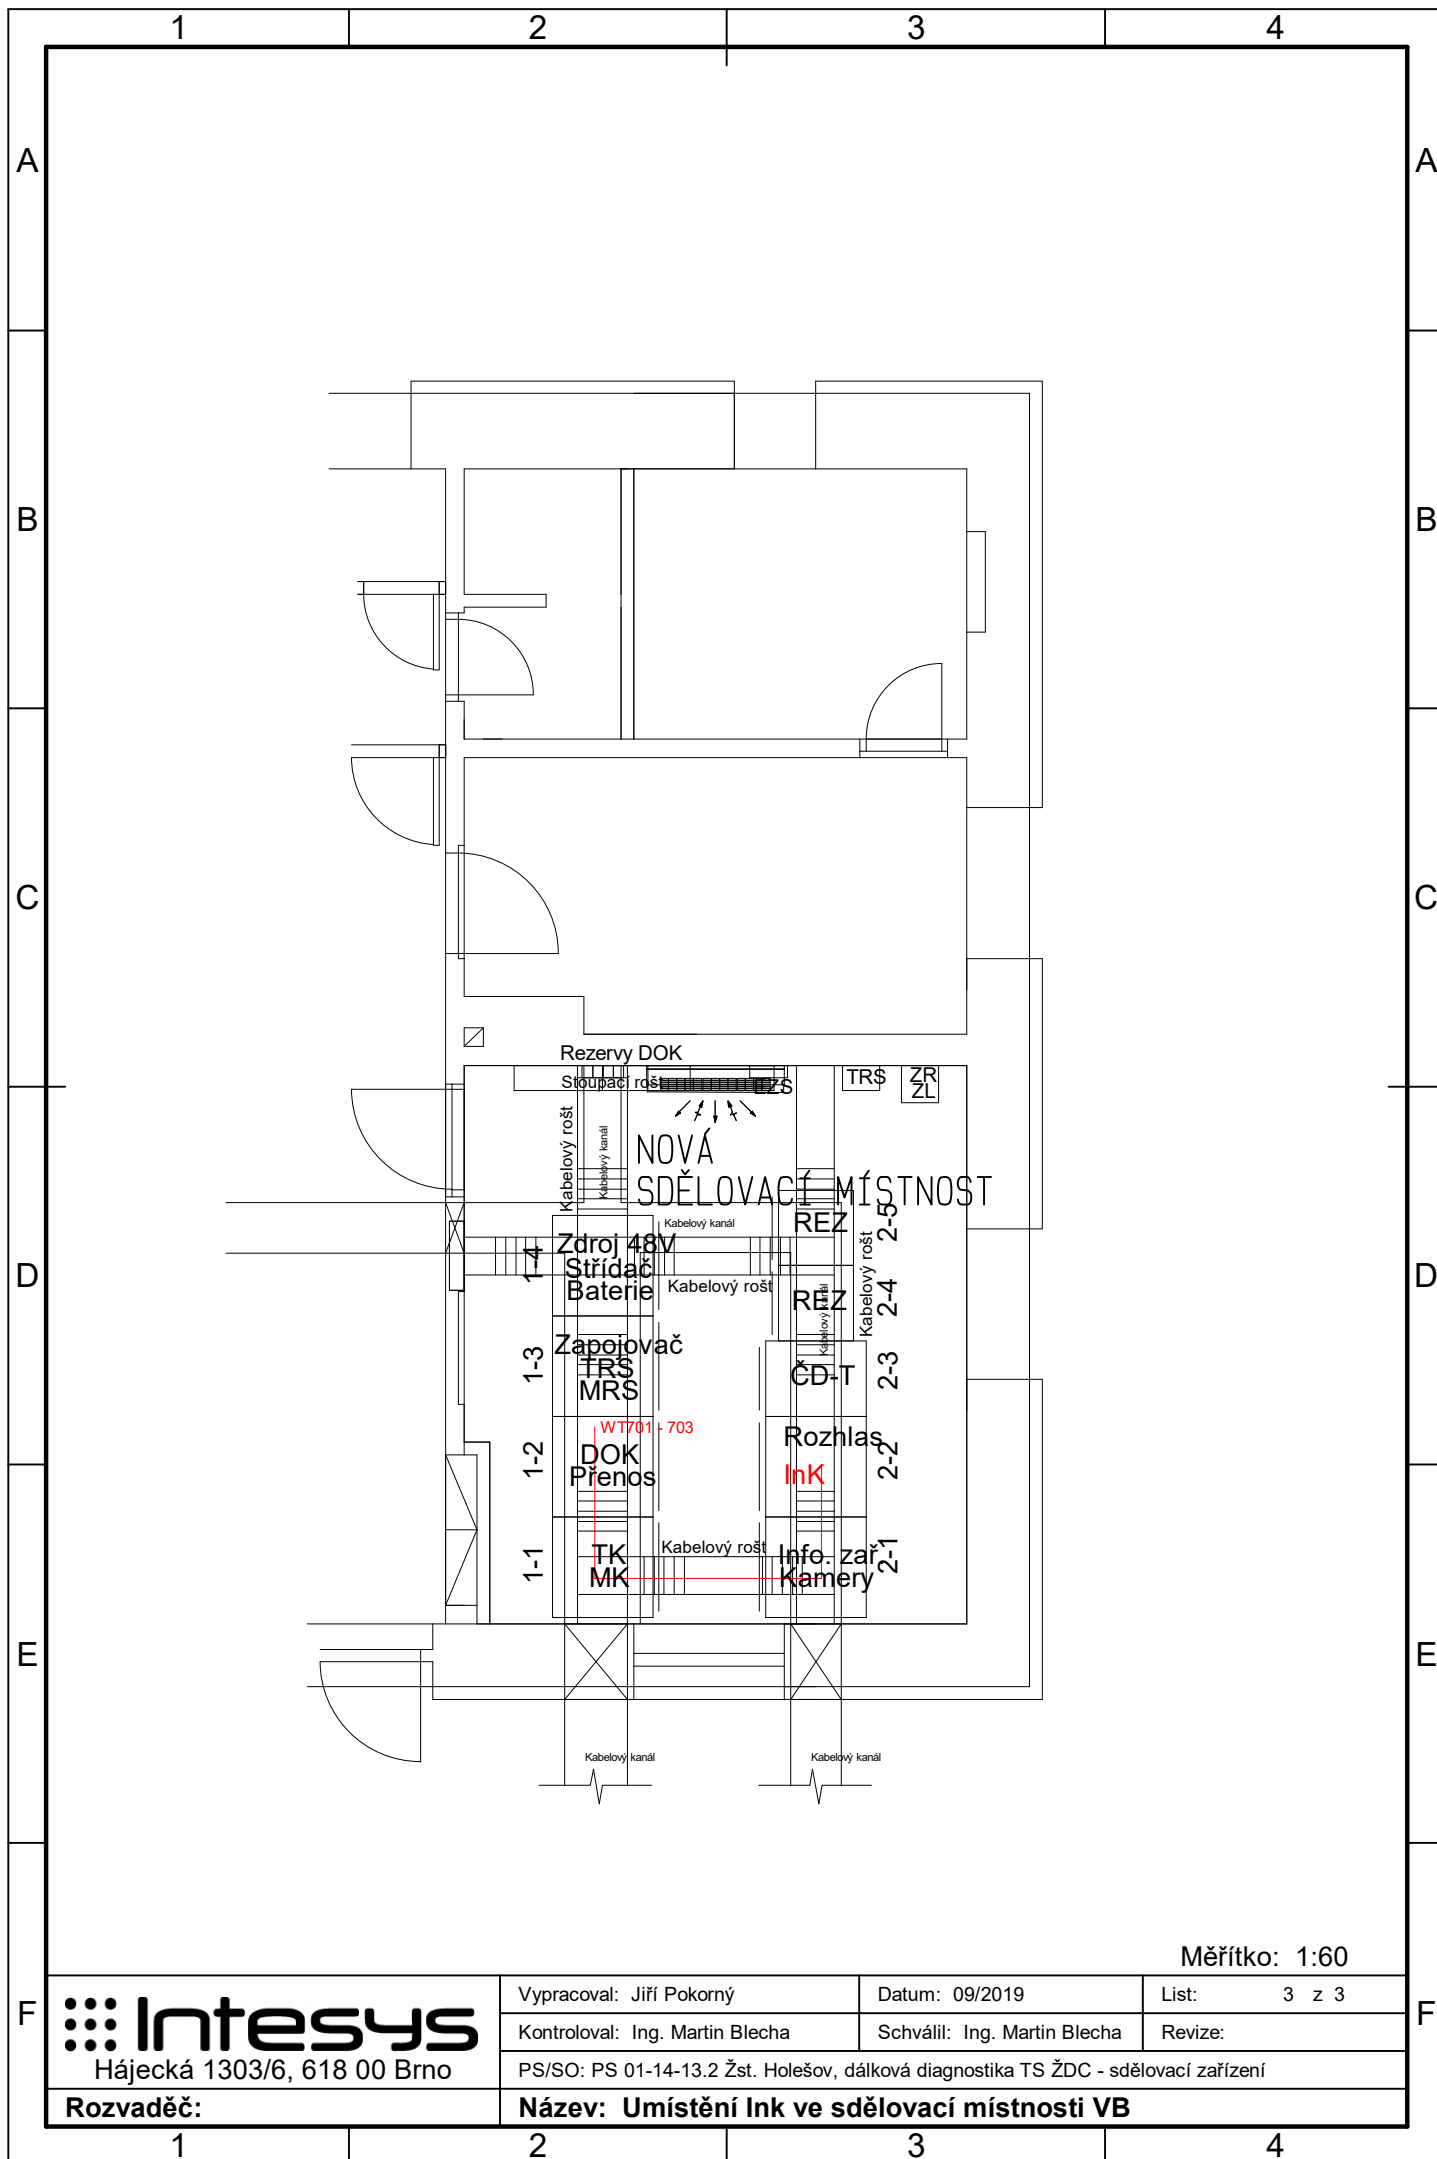 1 2 3 4
A A
B B
C C
D D
E E
F F
Rezervy DOK
Stoupací rošt
EZS
TRS
ZR
ZL
Kabelový rošt
Kabelový kanál
NOVÁ
SDĚLOVACÍ MÍSTNOST
Kabelový kanál
1-4
Zdroj 48V
Střídač
Baterie
Kabelový rošt
REZ
2-5
REZ
2-4
Kabelový kanál
Kabelový rošt
1-3
Zapojovač
TRS
MRS
ČD-T
2-3
WT701 - 703
1-2
DOK
Přenos
Rozhlas
InK
2-2
1-1
TK
MK
Kabelový rošt
Info. zař.
Kamery
2-1
Kabelový kanál
Kabelový kanál
Měřítko: 1:60
Intesys
Hájecká 1303/6, 618 00 Brno
Rozvaděč:
Vypracoval: Jiří Pokorný
Datum: 09/2019
List: 3 z 3
Kontroloval: Ing. Martin Blecha
Schválil: Ing. Martin Blecha
Revize:
PS/SO: PS 01-14-13.2 Žst. Holešov, dálková diagnostika TS ŽDC - sdělovací zařízení
Název: Umístění Ink ve sdělovací místnosti VB
1 2 3 4